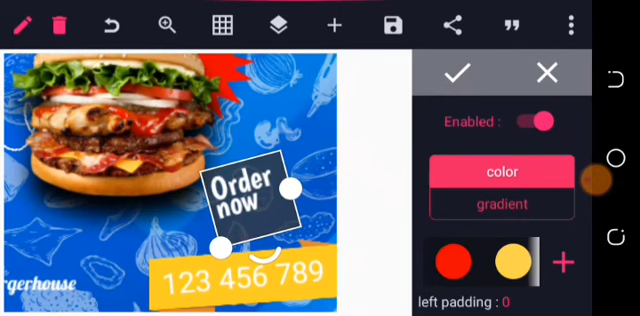 Order
now
123 456 789
rgerhouse
Enabled :
color
gradient
left padding : 0